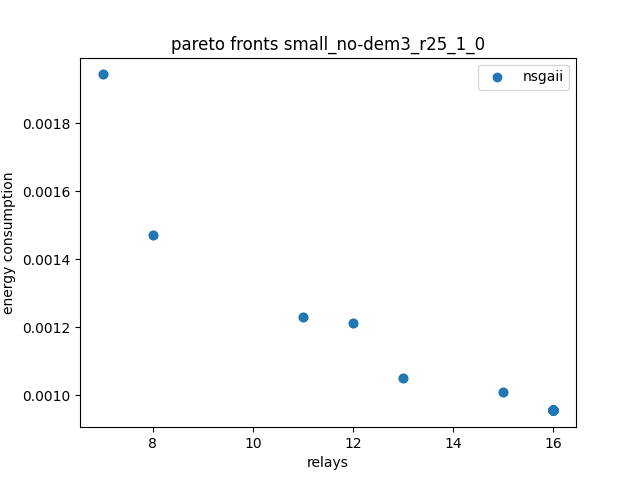 pareto fronts small_no-dem3_r25_1_0
nsgaii
0.0018
0.0016
0.0014
0.0012
0.0010
energy consumption
8
10
12
14
16
relays